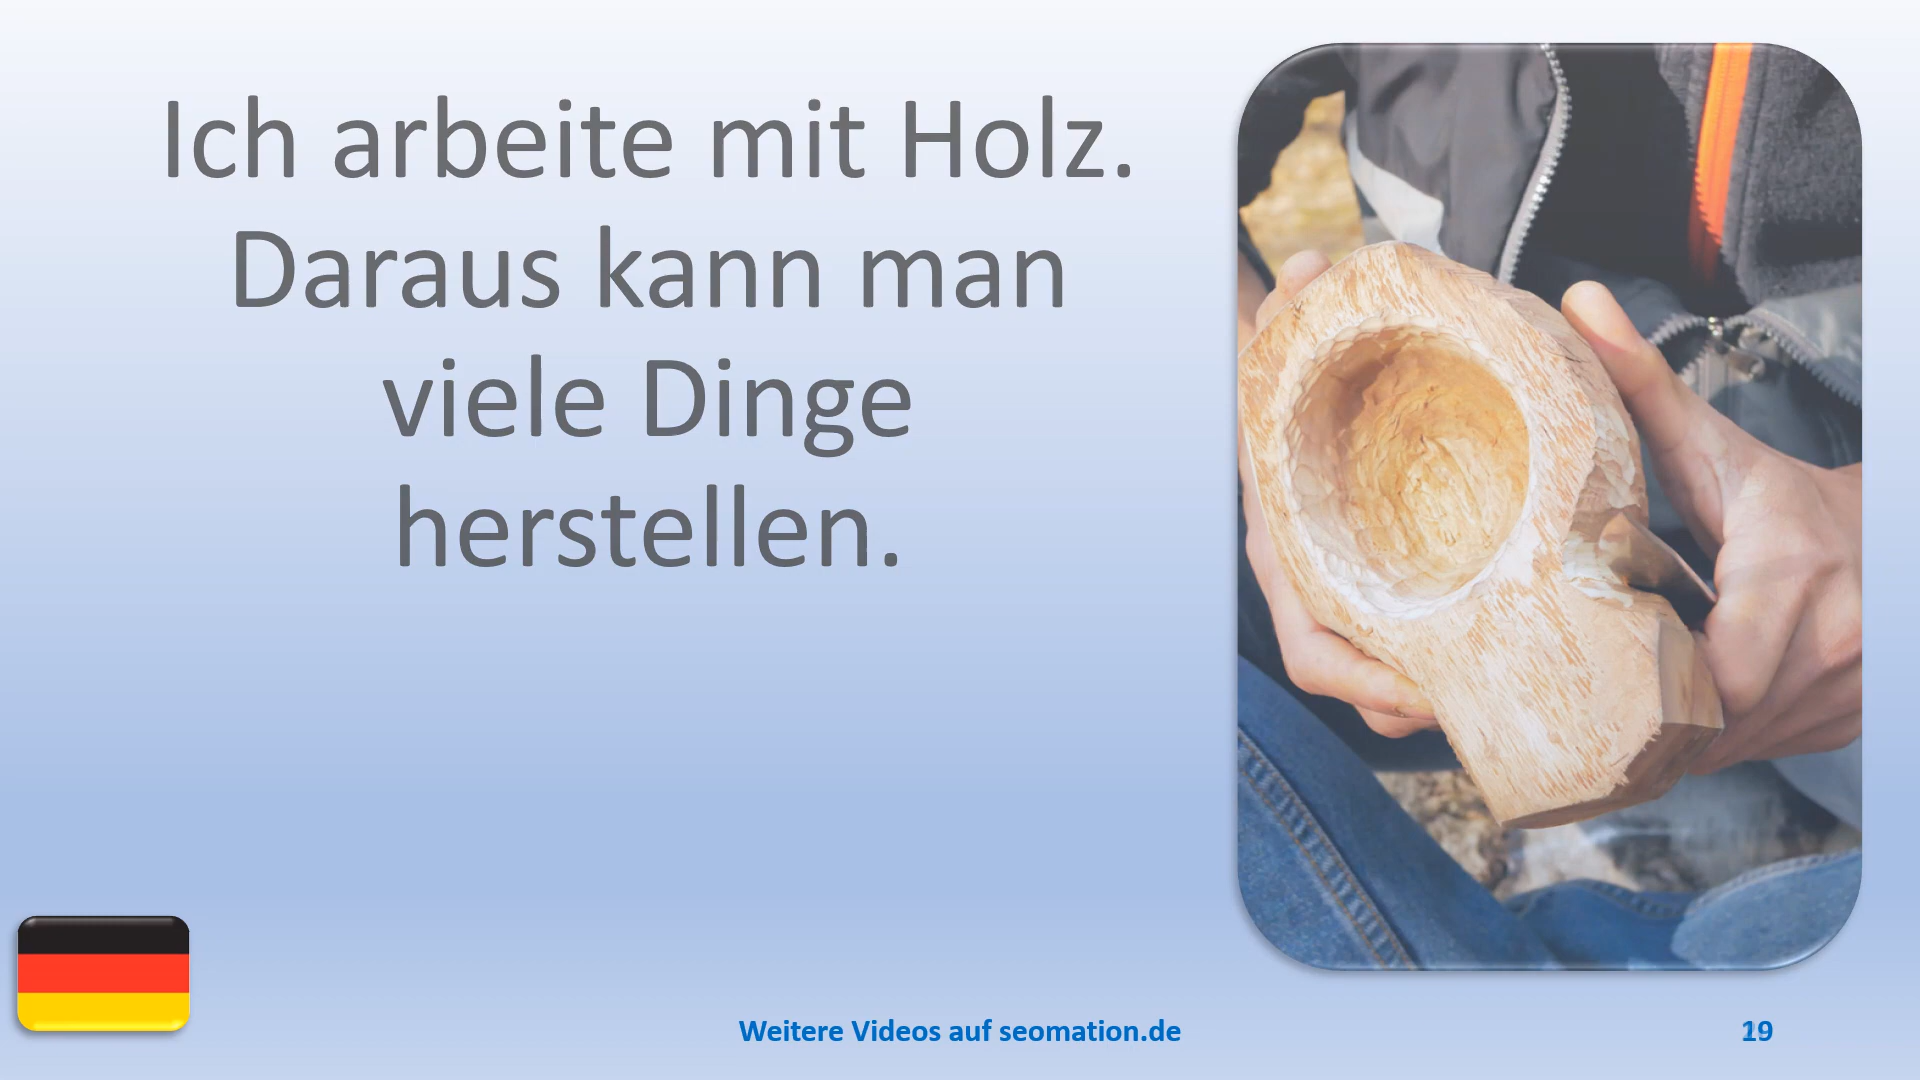 Ich arbeite mit Holz.
Daraus kann man
viele Dinge
herstellen.
Weitere Videos auf seomation.de
19